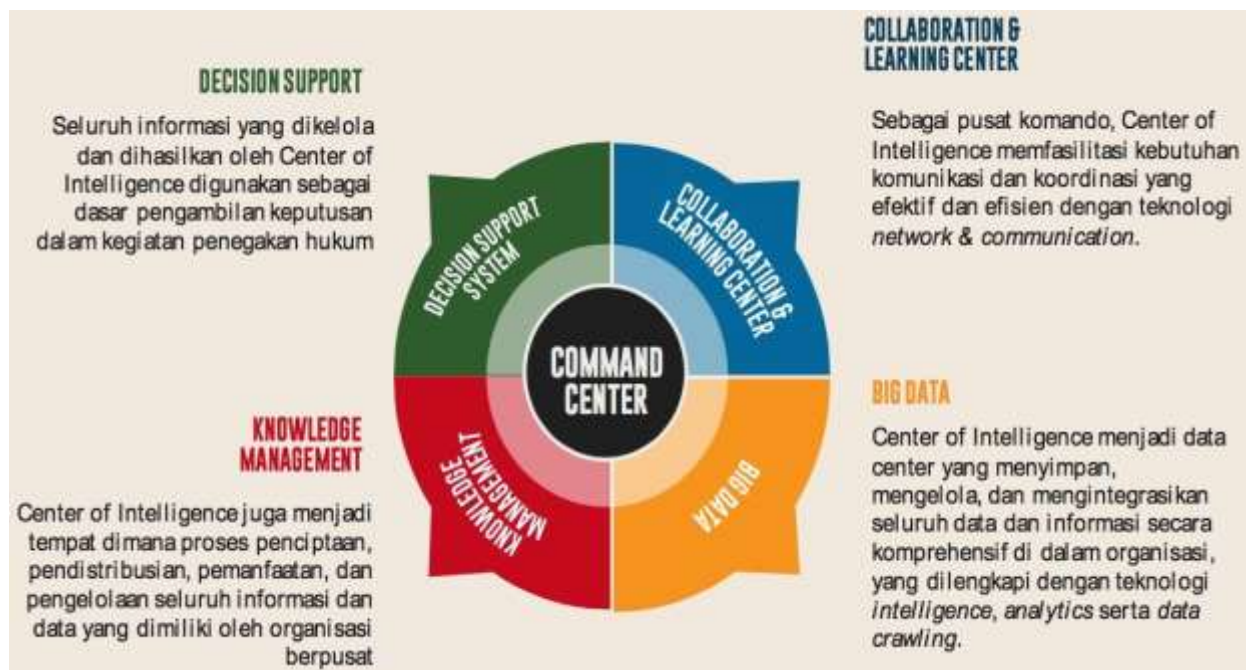 DECISION SUPPORT
Seluruh informasi yang dikelola
dan dihasilkan oleh Center of
Intelligence digunakan sebagai
dasar pengambilan keputusan
dalam kegiatan penegakan hukum
COLLABORATION &
LEARNING CENTER
Sebagai pusat komando, Center of
Intelligence memfasilitasi kebutuhan
komunikasi dan koordinasi yang
efektif dan efisien dengan teknologi
network & communication.
DECISION SUPPORT
SYSTEM
COLLABORATION &
LEARNING CENTER
COMMAND
CENTER
KNOWLEDGE
MANAGEMENT
BIG DATA
KNOWLEDGE
MANAGEMENT
Center of Intelligence juga menjadi
tempat dimana proses penciptaan,
pendistribusian, pemanfaatan, dan
pengelolaan seluruh informasi dan
data yang dimiliki oleh organisasi
berpusat
BIG DATA
Center of Intelligence menjadi data
center yang menyimpan,
mengelola, dan mengintegrasikan
seluruh data dan informasi secara
komprehensif di dalam organisasi,
yang dilengkapi dengan teknologi
intelligence, analytics serta data
crawling.